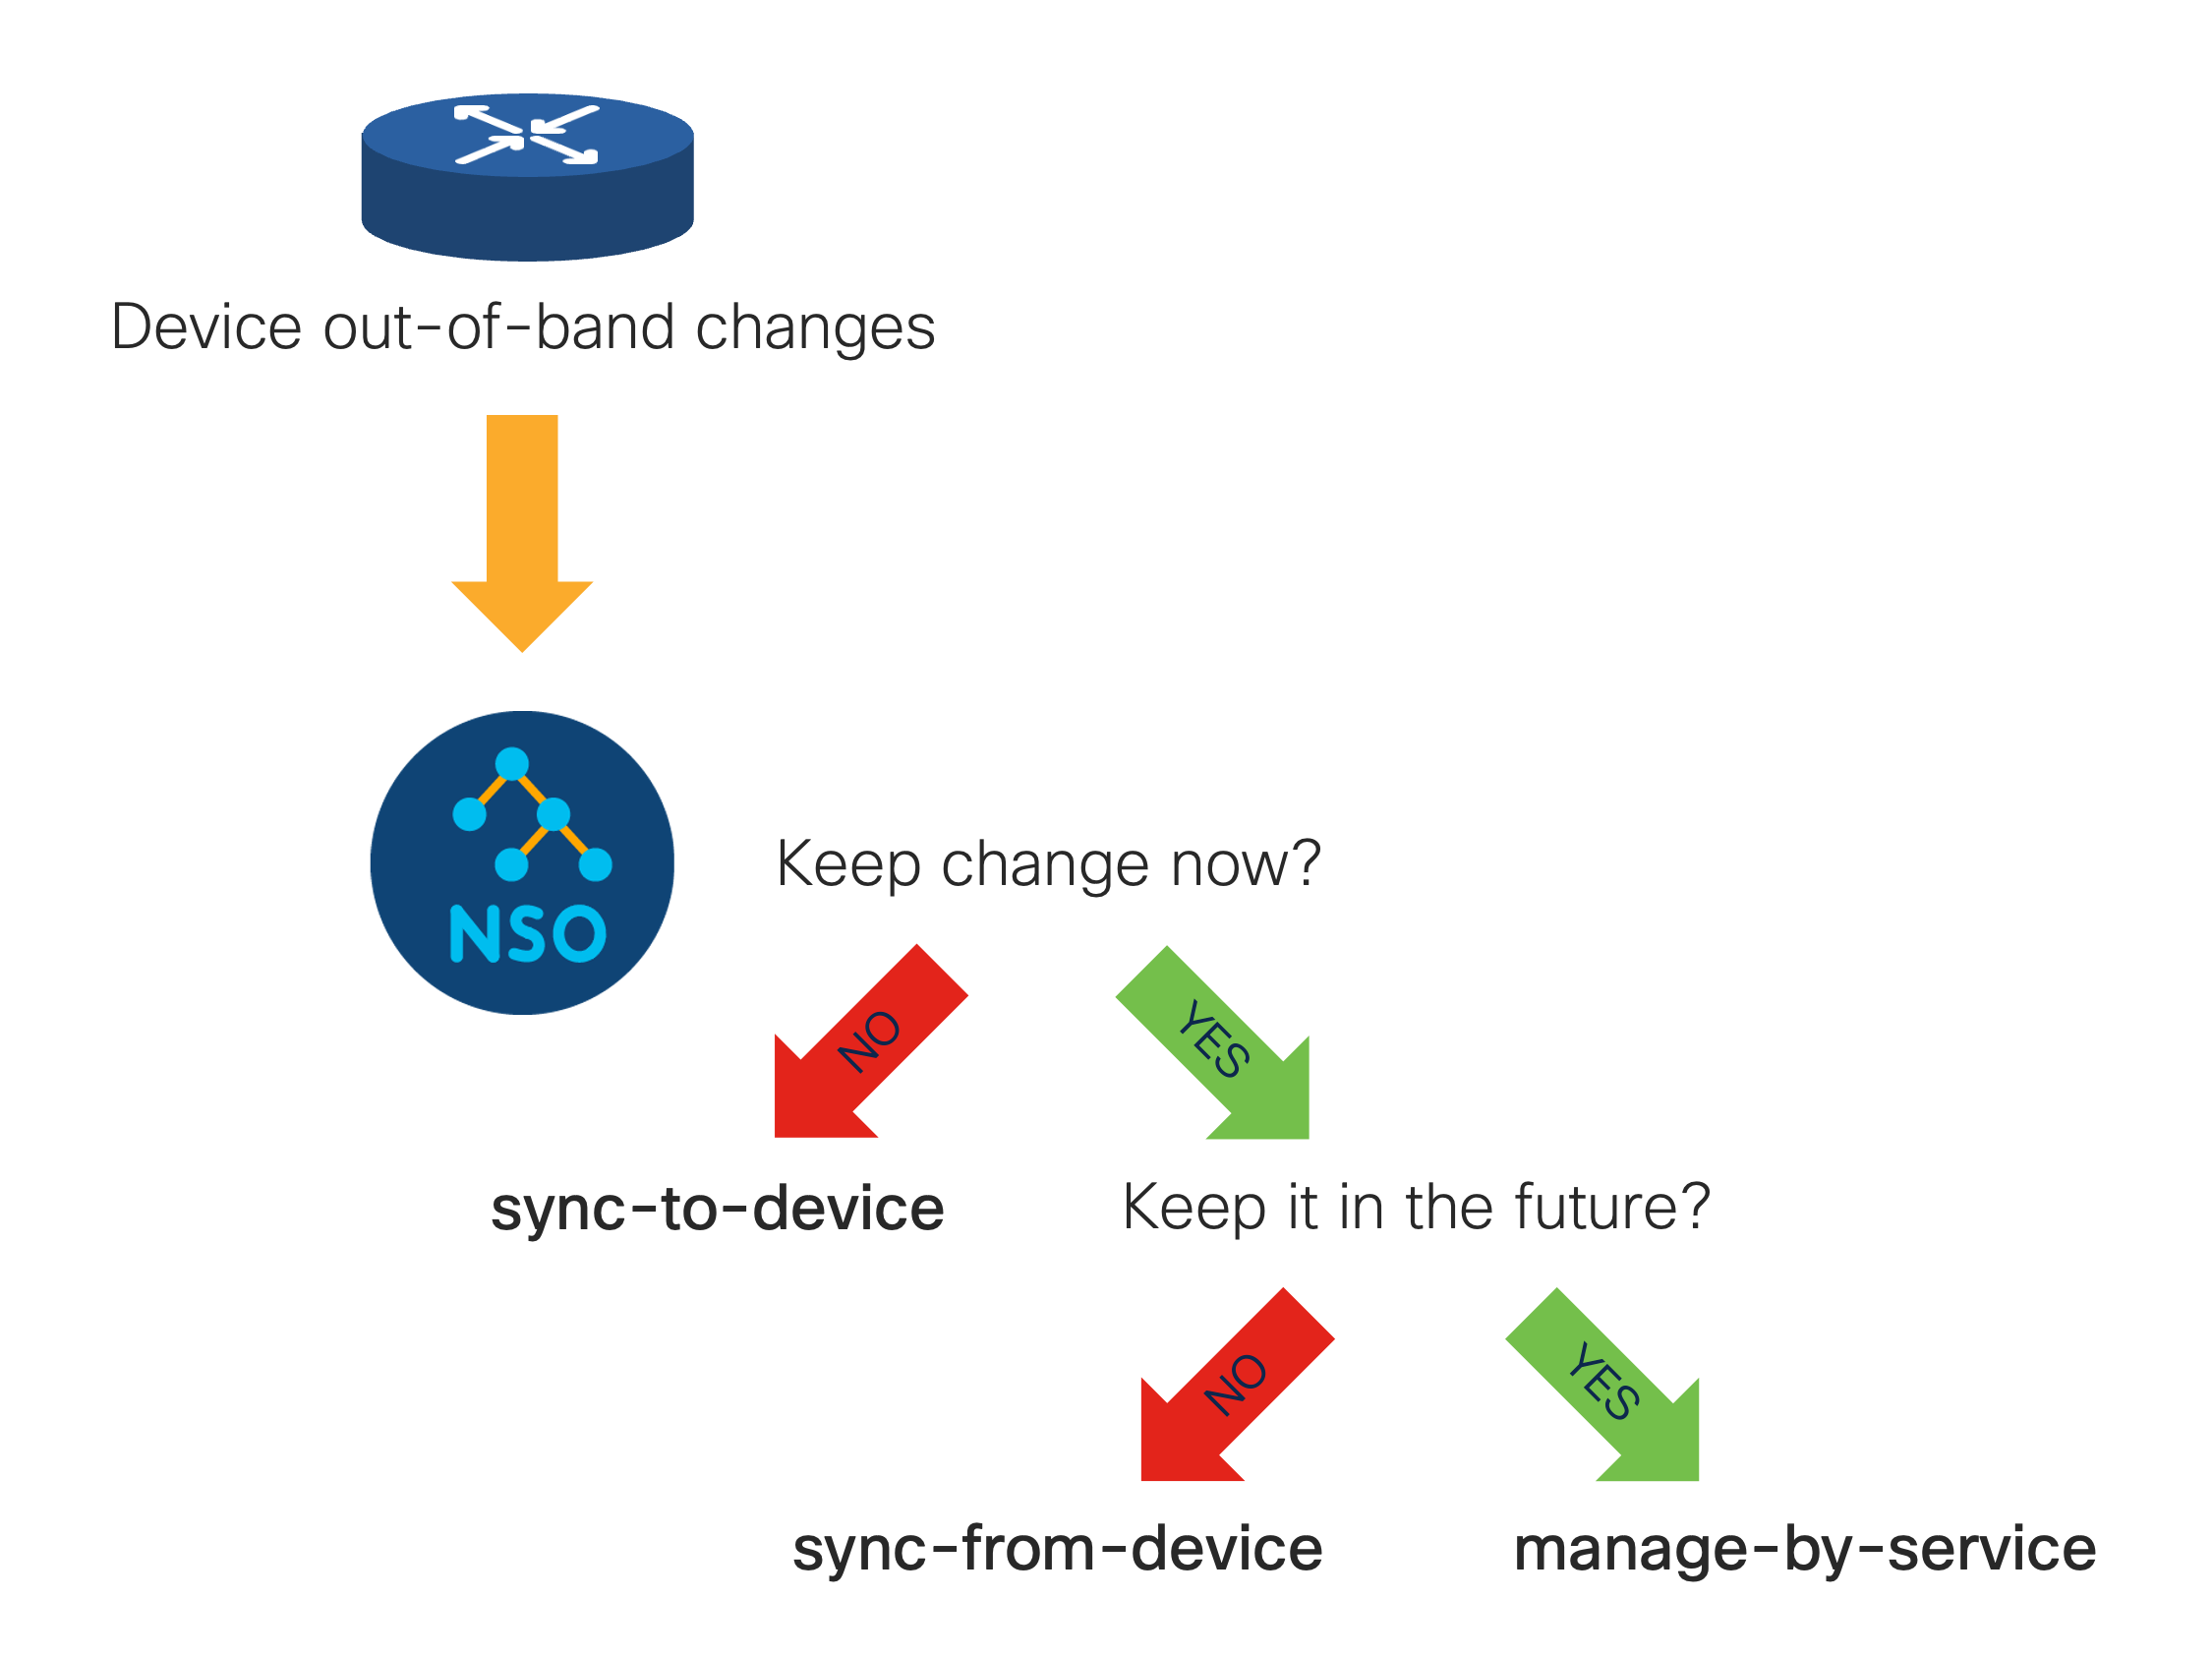 Device out-of-band changes
NSO
Keep change now?
NO
YES
sync-to-device
Keep it in the future?
NO
YES
sync-from-device
manage-by-service